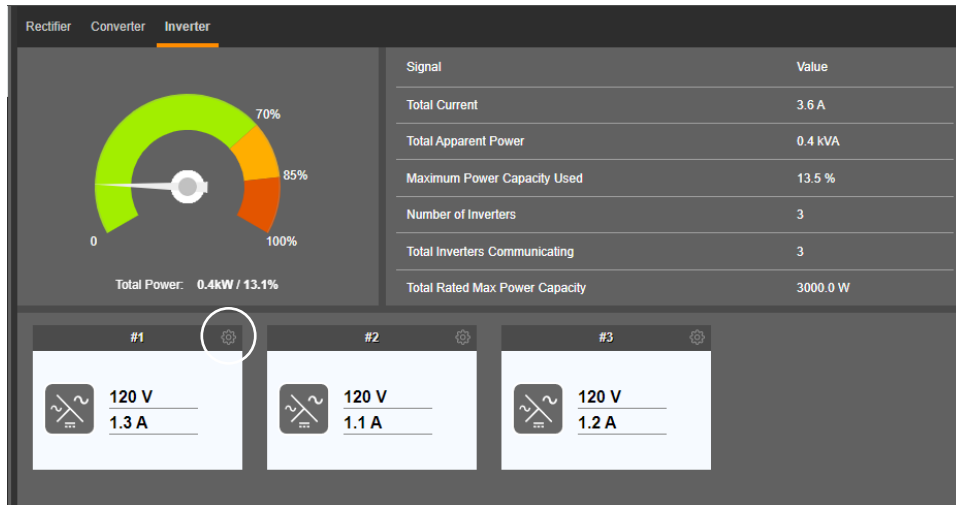 Rectifier Converter Inverter
70%
85%
0
100%
Total Power: 0.4kW / 13.1%
Signal Value
Total Current 3.6 A
Total Apparent Power 0.4 kVA
Maximum Power Capacity Used 13.5 %
Number of Inverters 3
Total Inverters Communicating 3
Total Rated Max Power Capacity 3000.0 W
#1
120 V
1.3 A
#2
120 V
1.1 A
#3
120 V
1.2 A